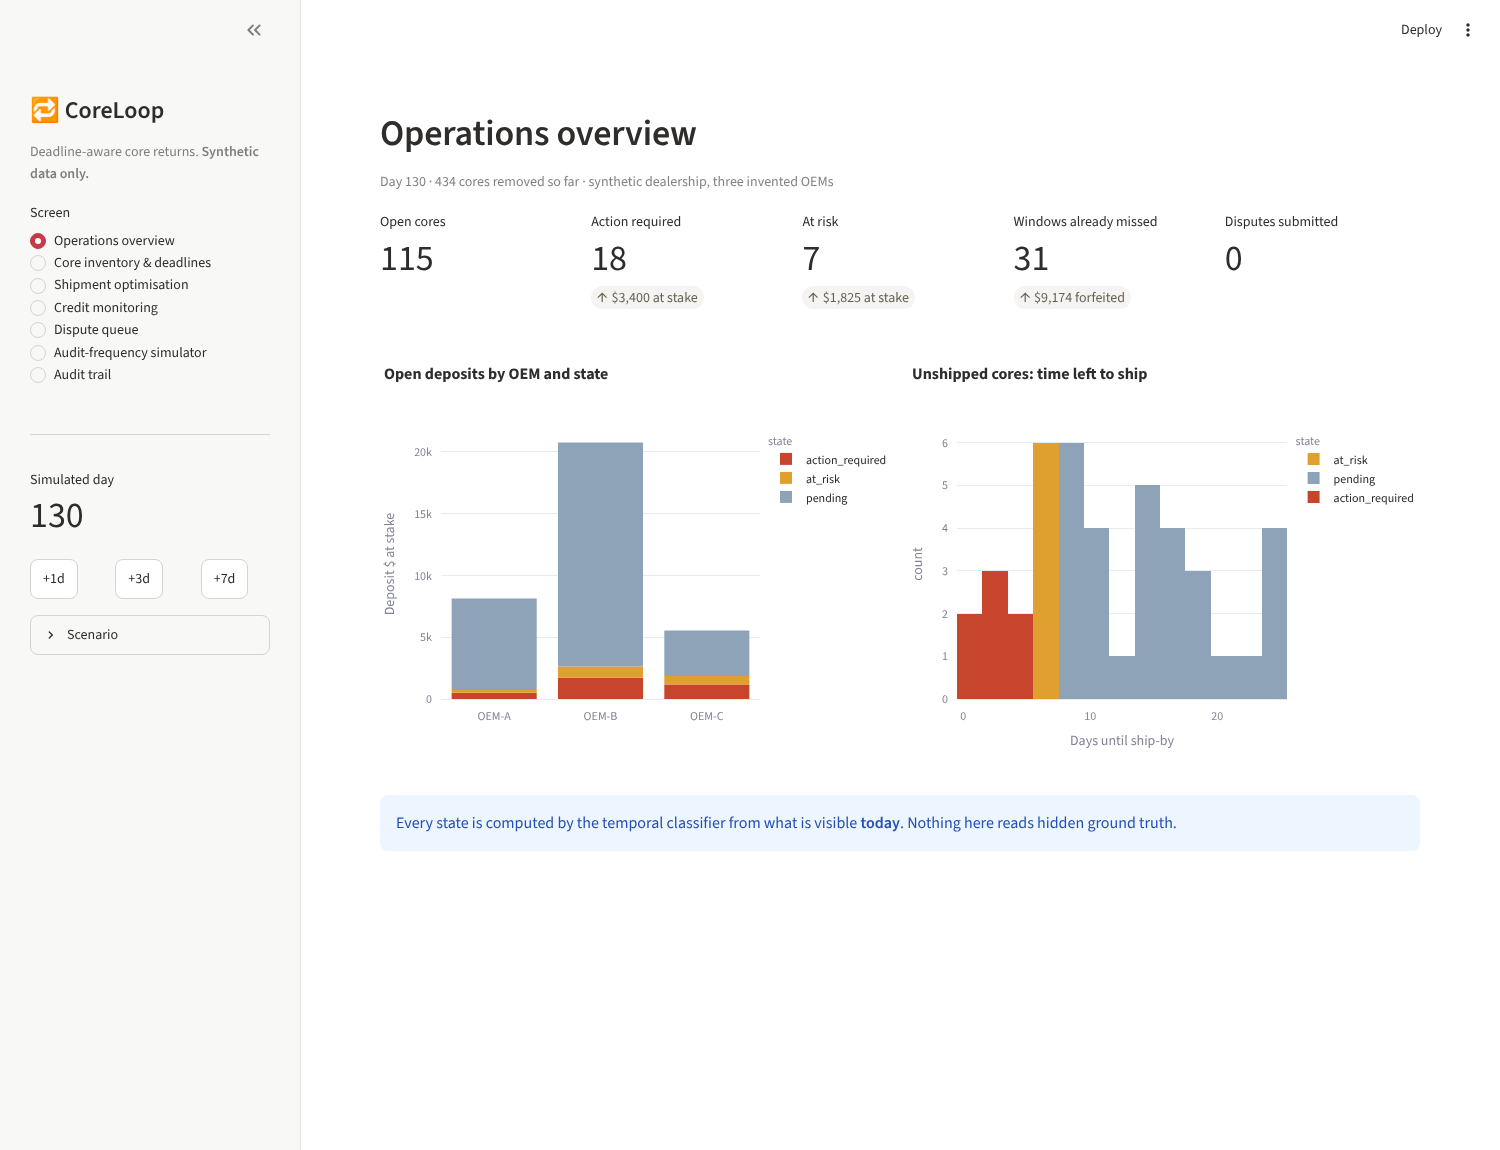 Deploy
🔁 CoreLoop
Deadline-aware core returns. Synthetic
data only.
Screen
Operations overview
Core inventory & deadlines
Shipment optimisation
Credit monitoring
Dispute queue
Audit-frequency simulator
Audit trail
Simulated day
130
+1d +3d +7d
Scenario
Operations overview
Day 130 · 434 cores removed so far · synthetic dealership, three invented OEMs
Open cores
115
Action required
18
↑ $3,400 at stake
At risk
7
↑ $1,825 at stake
Windows already missed
31
↑ $9,174 forfeited
Disputes submitted
0
Open deposits by OEM and state
Deposit $ at stake
20k
15k
10k
5k
0
OEM-A OEM-B OEM-C
state
action_required
at_risk
pending
Unshipped cores: time left to ship
count
6
5
4
3
2
1
0
0 10 20
Days until ship-by
state
at_risk
pending
action_required
Every state is computed by the temporal classifier from what is visible today. Nothing here reads hidden ground truth.